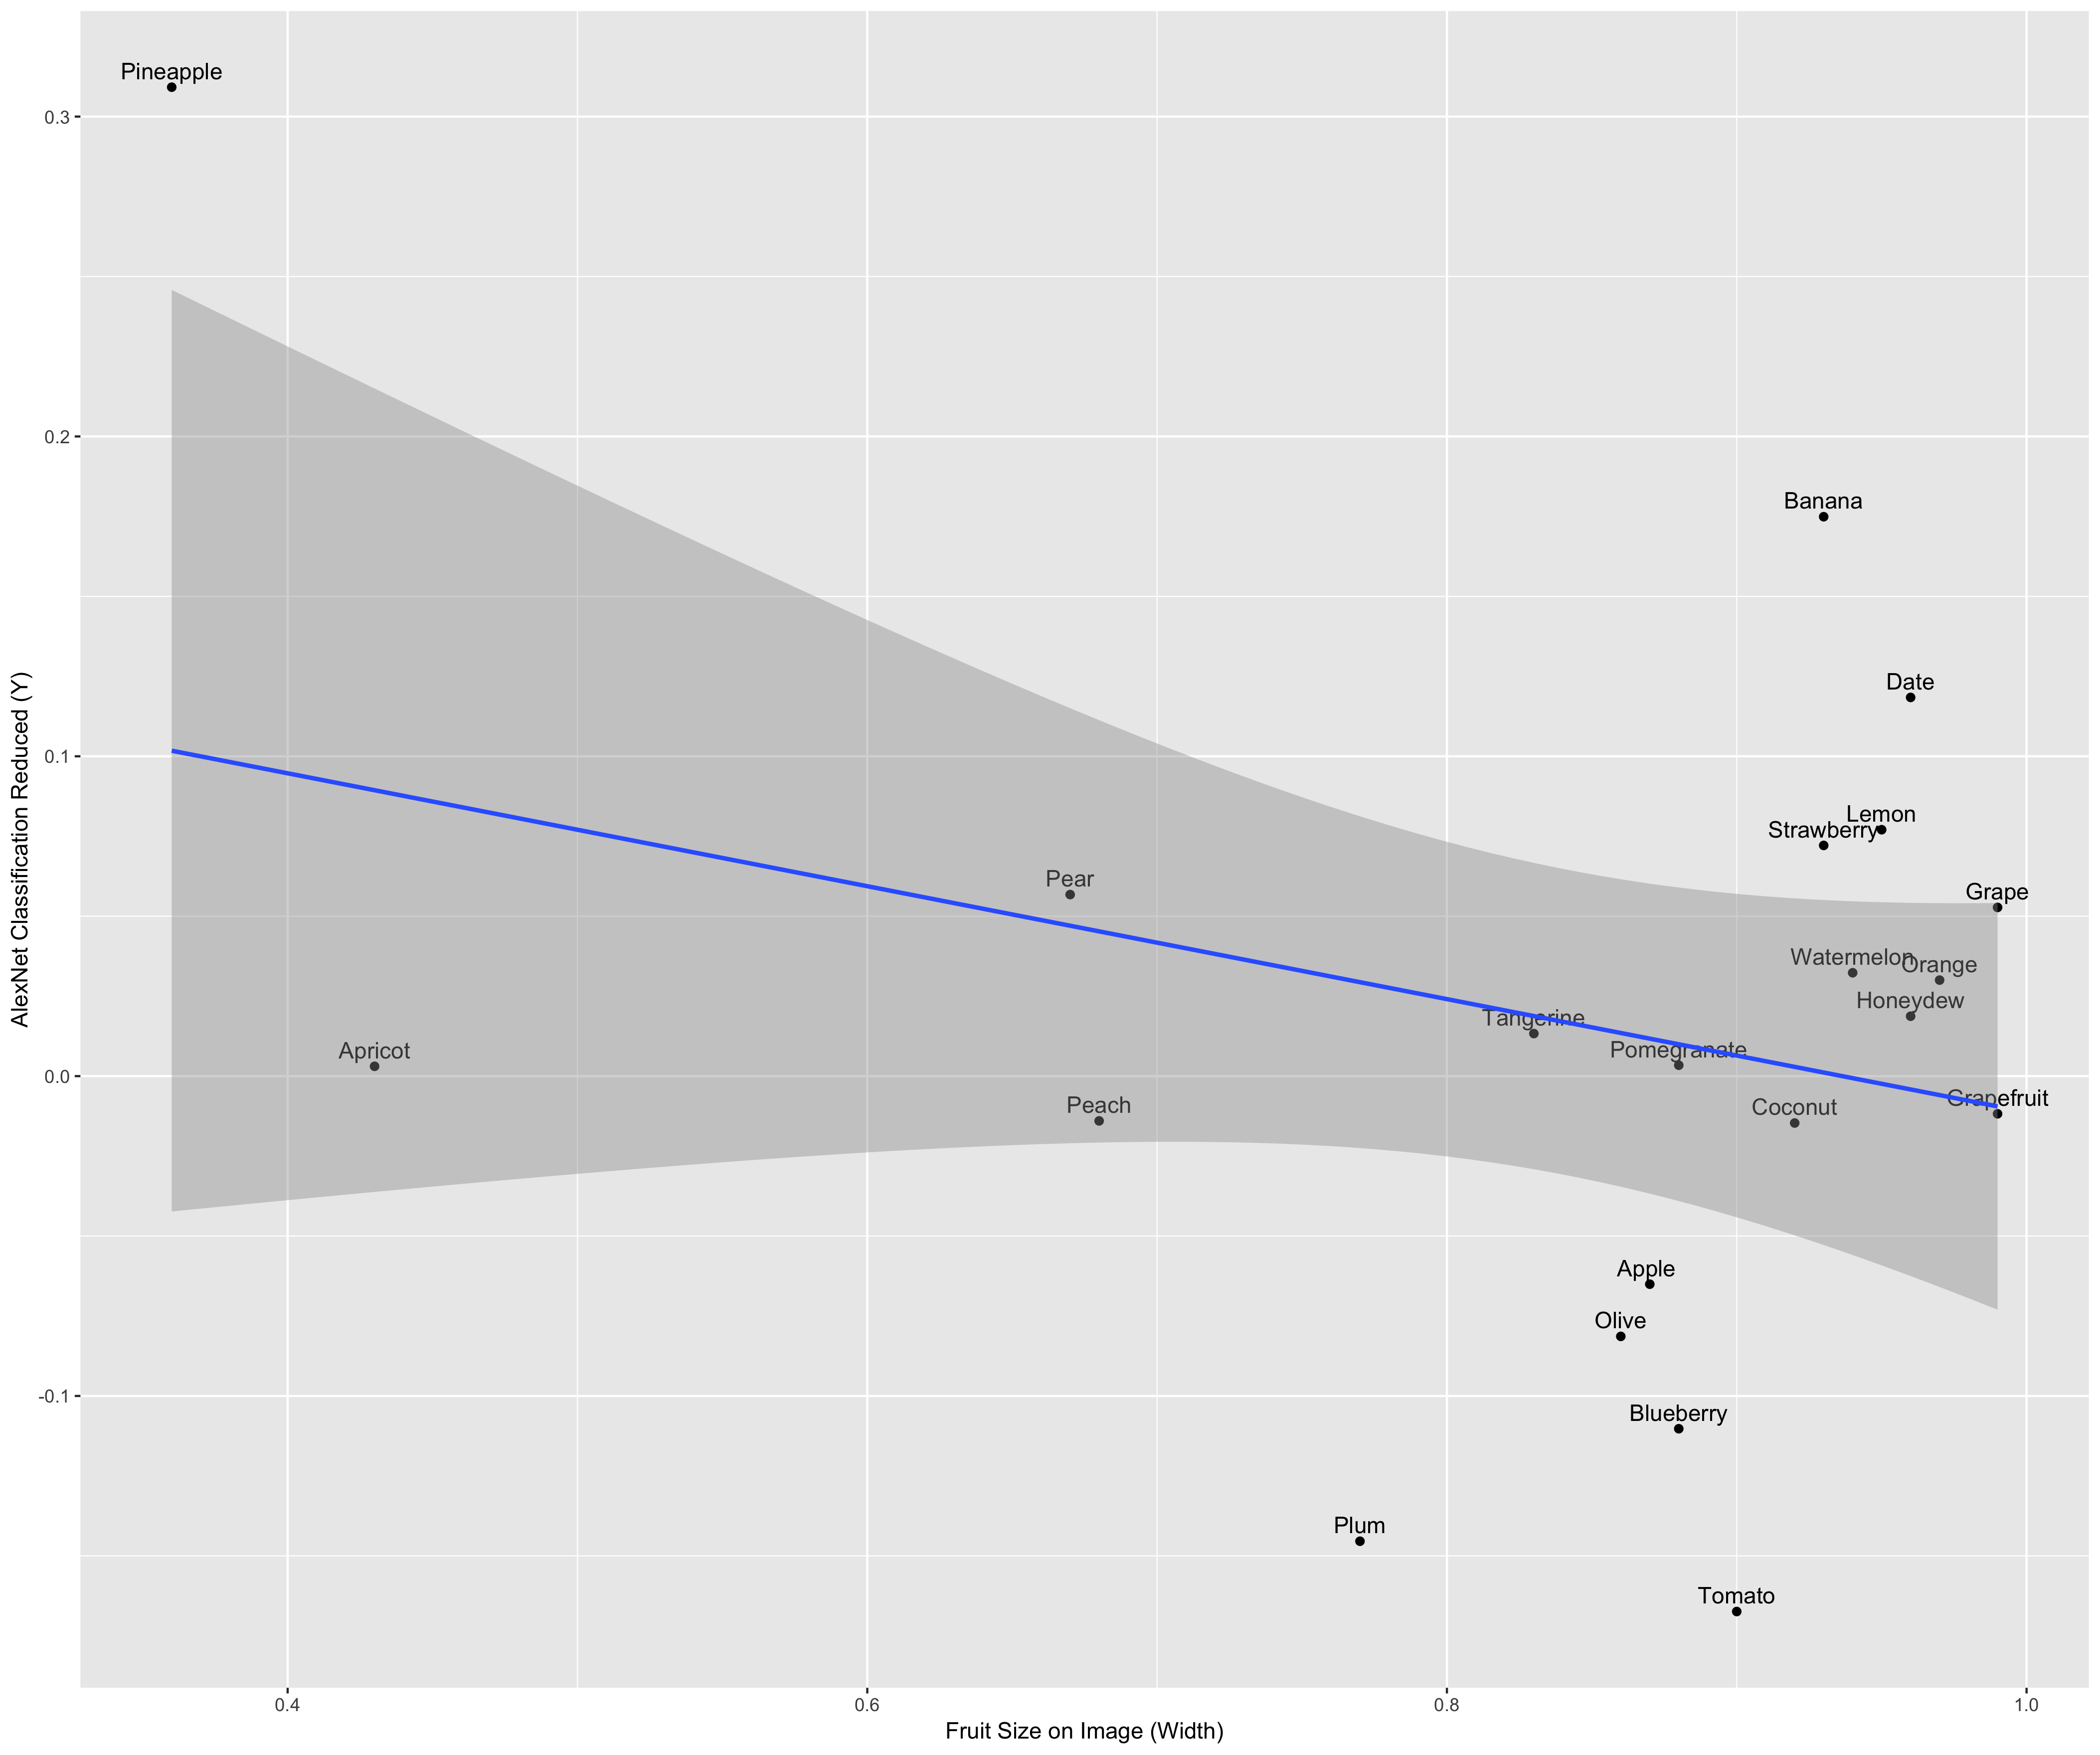 Pineapple
0.3
0.2
Banana
Date
0.1
Lemon
Strawberry
Pear
Grape
Watermelon
Orange
Honeydew
Tangerine
Apricot
Pomegranate
0.0
Peach
Coconut
Grapefruit
Apple
Olive
-0.1
Blueberry
Plum
Tomato
0.4 0.6 0.8 1.0
Fruit Size on Image (Width)
AlexNet Classification Reduced (Y)